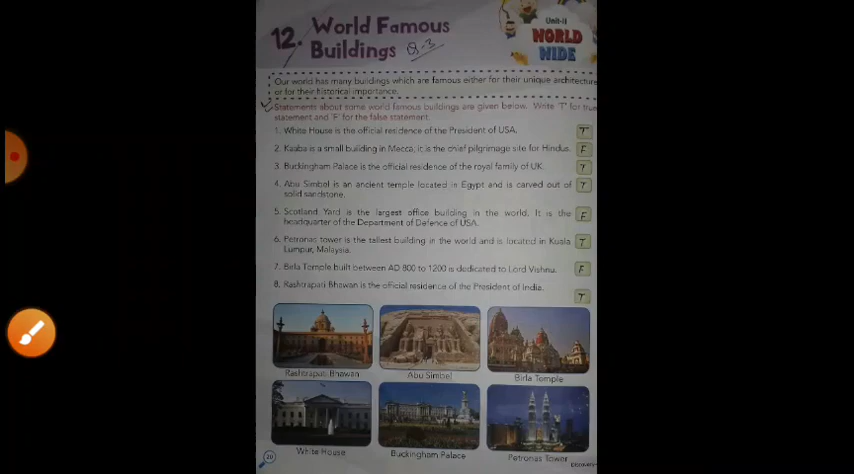 12. World Famous
Buildings Q-3
Unit-II
WORLD
WIDE
Our world has many buildings which are famous either for their unique architecture
or for their historical importance.
Statements about some world famous buildings are given below. Write 'T' for true
statement and 'F' for the false statement.
1. White House is the official residence of the President of USA. T
2. Kaaba is a small building in Mecca; it is the chief pilgrimage site for Hindus. F
3. Buckingham Palace is the official residence of the royal family of UK. T
4. Abu Simbol is an ancient temple located in Egypt and is carved out of T
solid sandstone.
5. Scotland Yard is the largest office building in the world. It is the F
headquarter of the Department of Defence of USA.
6. Petronas tower is the tallest building in the world and is located in Kuala T
Lumpur, Malaysia.
7. Birla Temple built between AD 800 to 1200 is dedicated to Lord Vishnu. F
8. Rashtrapati Bhawan is the official residence of the President of India.
T
Rashtrapati Bhawan Abu Simbel Birla Temple
White House Buckingham Palace Petronas Tower
20